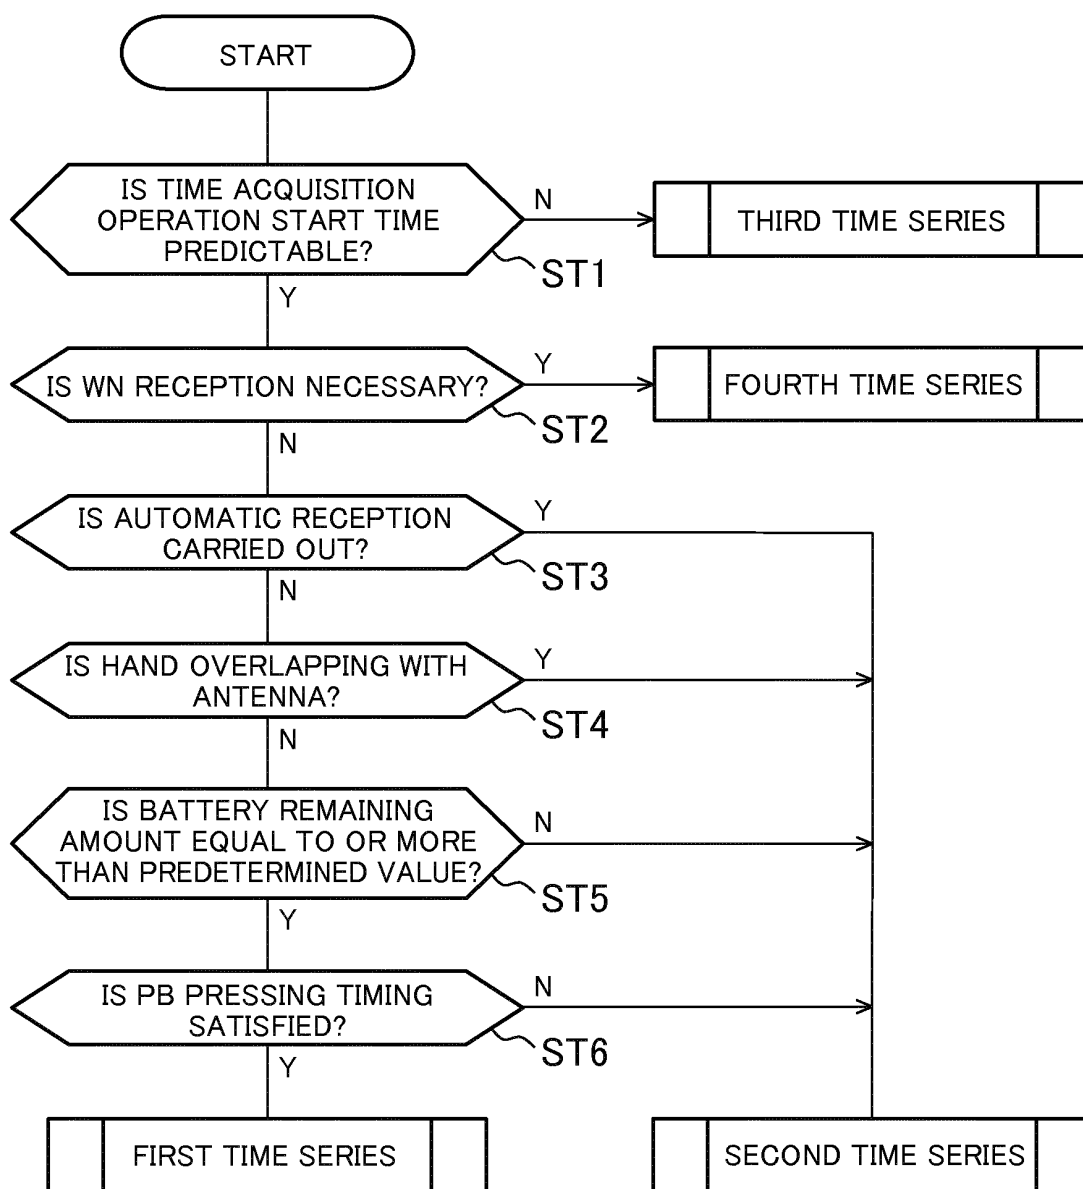 START
IS TIME ACQUISITION
OPERATION START TIME
PREDICTABLE?
N
THIRD TIME SERIES
ST1
Y
IS WN RECEPTION NECESSARY?
Y
FOURTH TIME SERIES
ST2
N
IS AUTOMATIC RECEPTION
CARRIED OUT?
Y
ST3
N
IS HAND OVERLAPPING WITH
ANTENNA?
Y
ST4
N
IS BATTERY REMAINING
AMOUNT EQUAL TO OR MORE
THAN PREDETERMINED VALUE?
N
ST5
Y
IS PB PRESSING TIMING
SATISFIED?
N
ST6
Y
FIRST TIME SERIES
SECOND TIME SERIES